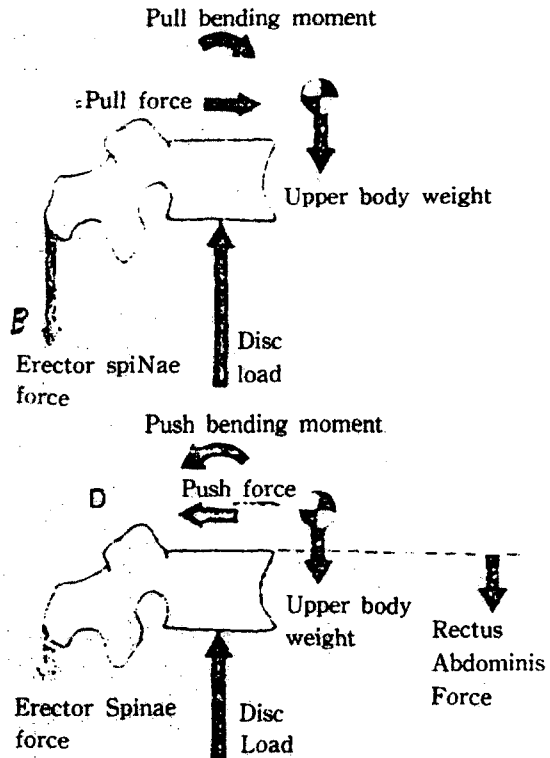 Pull bending moment
Pull force
Upper body weight
B
Disc
load
Erector spiNae
force
Push bending moment
D
Push force
Upper body
weight
Rectus
Abdominis
Force
Erector Spinae
force
Disc
Load